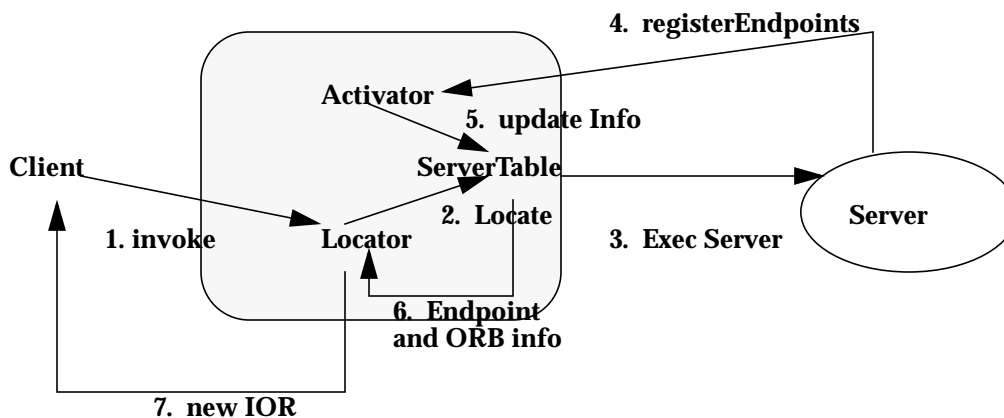 4. registerEndpoints
Activator
5. update Info
Client
ServerTable
1. invoke
Locator
2. Locate
3. Exec Server
Server
6. Endpoint
and ORB info
7. new IOR